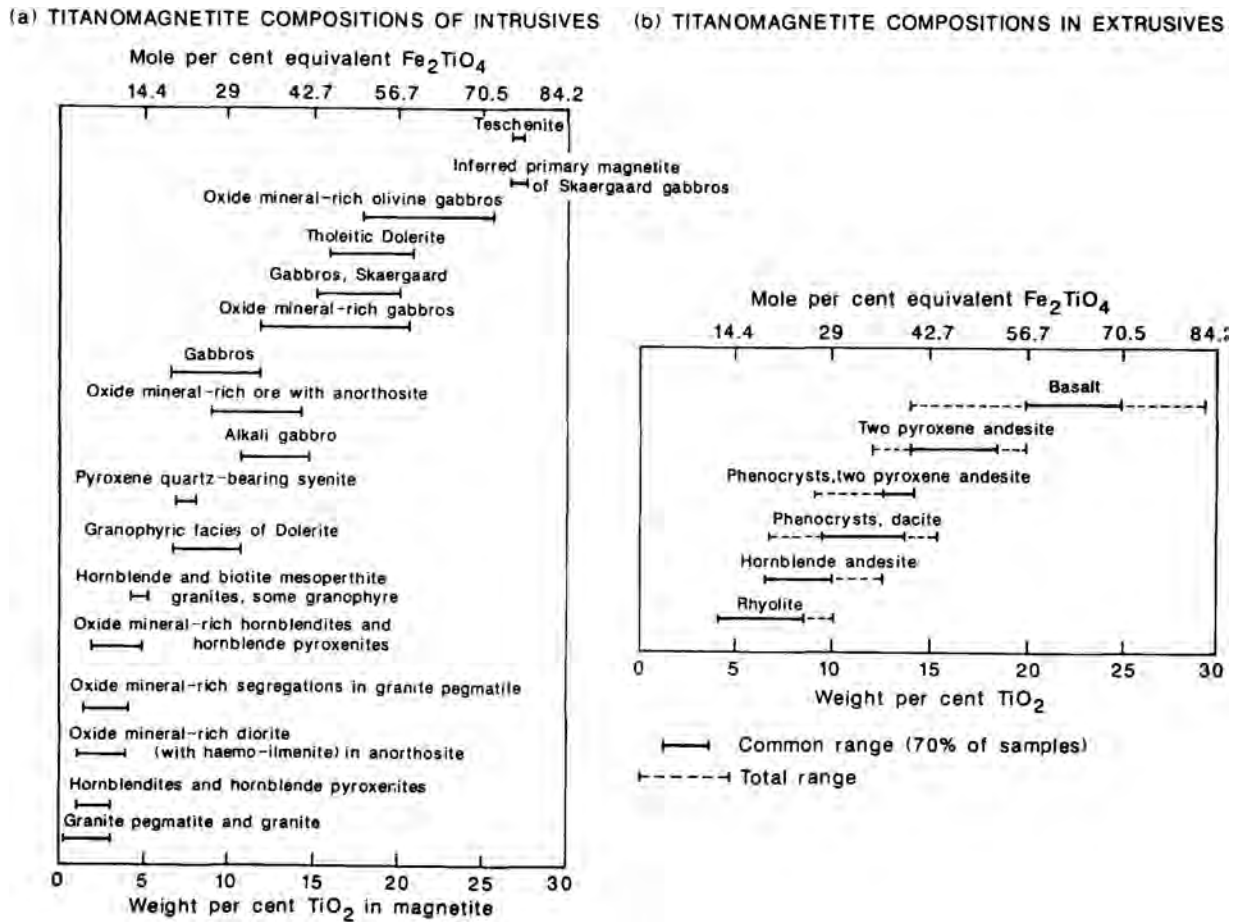 (a) TITANOMAGNETITE COMPOSITIONS OF INTRUSIVES
Mole per cent equivalent Fe2TiO4
14.4 29 42.7 56.7 70.5 84.2
Teschenite
Inferred primary magnetite
of Skaergaard gabbros
Oxide mineral-rich olivine gabbros
Tholeitic Dolerite
Gabbros, Skaergaard
Oxide mineral-rich gabbros
Gabbros
Oxide mineral-rich ore with anorthosite
Alkali gabbro
Pyroxene quartz-bearing syenite
Granophyric facies of Dolerite
Hornblende and biotite mesoperthite
granites, some granophyre
Oxide mineral-rich hornblendites and
hornblende pyroxenites
Oxide mineral-rich segregations in granite pegmatile
Oxide mineral-rich diorite
(with haemo-ilmenite) in anorthosite
Hornblendites and hornblende pyroxenites
Granite pegmatite and granite
0 5 10 15 20 25 30
Weight per cent TiO2 in magnetite
(b) TITANOMAGNETITE COMPOSITIONS IN EXTRUSIVES
Mole per cent equivalent Fe2TiO4
14.4 29 42.7 56.7 70.5 84.2
Basalt
Two pyroxene andesite
Phenocrysts, two pyroxene andesite
Phenocrysts, dacite
Hornblende andesite
Rhyolite
0 5 10 15 20 25 30
Weight per cent TiO2
Common range (70% of samples)
Total range